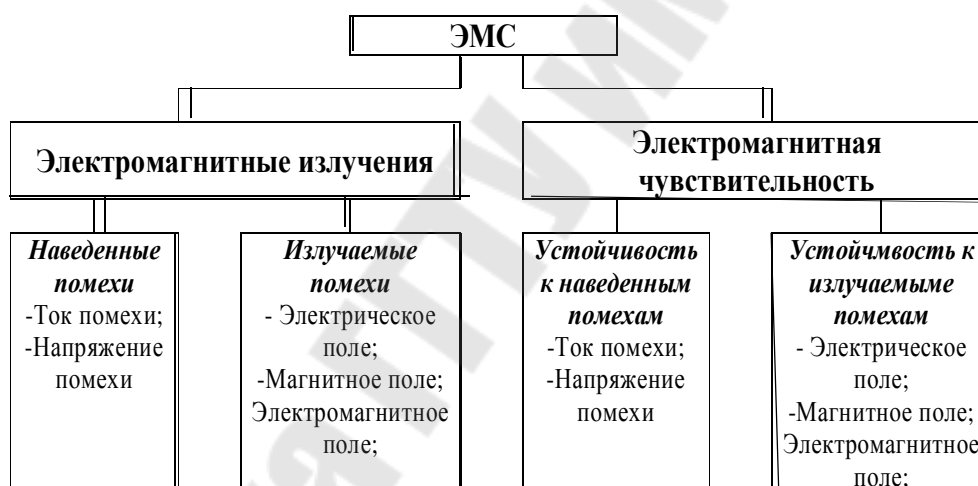 ЭМС
Электромагнитные излучения
Электромагнитная
чувствительность
Наведенные
помехи
-Ток помехи;
-Напряжение
помехи
Излучаемые
помехи
- Электрическое
поле;
-Магнитное поле;
Электромагнитное
поле;
Устойчивость
к наведенным
помехам
-Ток помехи;
-Напряжение
помехи
Устойчмвость к
излучаемыме
помехам
- Электрическое
поле;
-Магнитное поле;
Электромагнитное
поле;